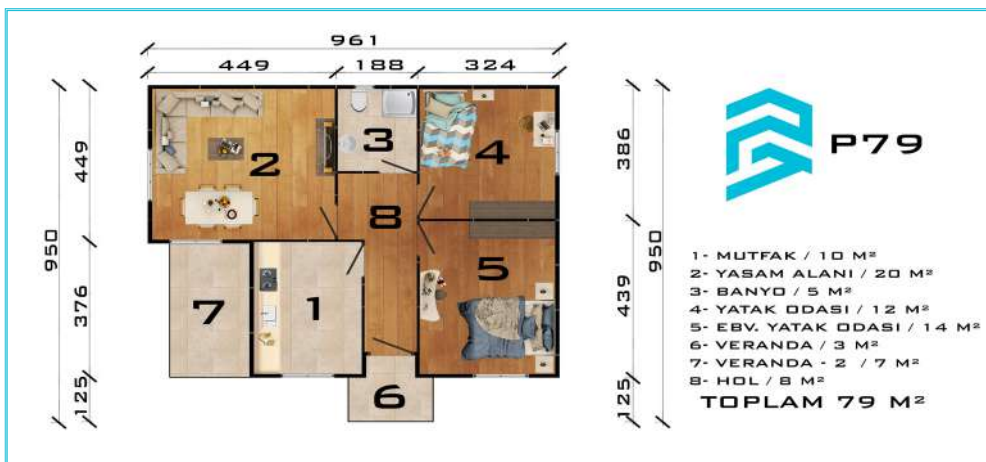 961
449 188 324
449
376
125
950
2
3
4
8
5
7
1
6
386
439
125
950
P79
1- MUTFAK / 10 M²
2- YASAM ALANI / 20 M²
3- BANYO / 5 M²
4- YATAK ODASI / 12 M²
5- EBV. YATAK ODASI / 14 M²
6- VERANDA / 3 M²
7- VERANDA - 2 / 7 M²
8- HOL / 8 M²
TOPLAM 79 M²